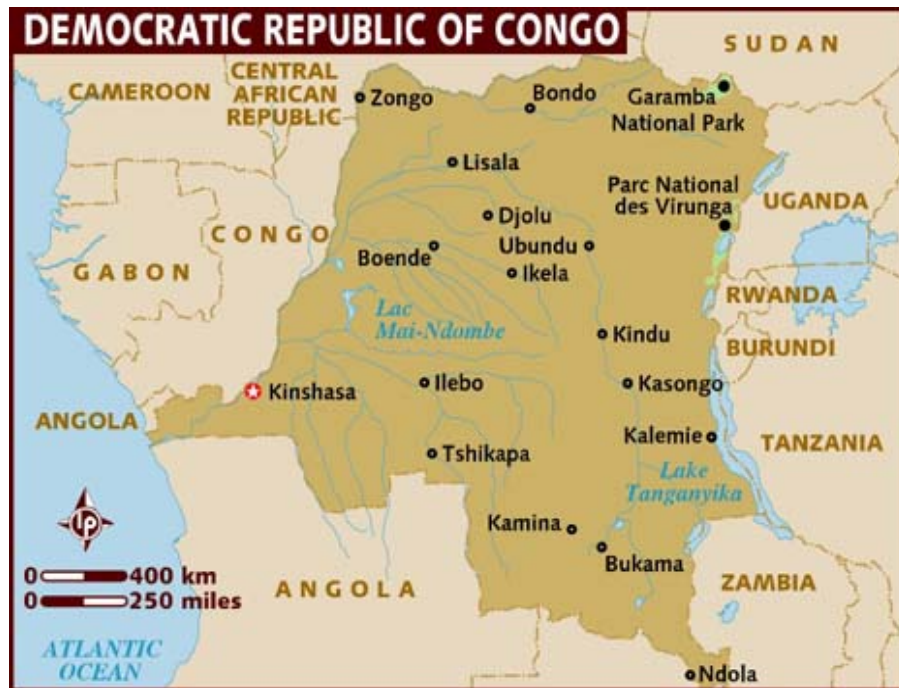 DEMOCRATIC REPUBLIC OF CONGO
SUDAN
CAMEROON
CENTRAL
AFRICAN
REPUBLIC
Zongo
Bondo
Garamba
National Park
Lisala
Parc National
des Virunga
UGANDA
Djolu
CONGO
Ubundu
Boende
Ikela
GABON
RWANDA
Lac
Mai-Ndombe
Kindu
BURUNDI
Kinshasa
Ilebo
Kasongo
ANGOLA
Kalemie
TANZANIA
Tshikapa
Lake
Tanganyika
lp
Kamina
Bukama
0 400 km
0 250 miles
ANGOLA
ZAMBIA
ATLANTIC
OCEAN
Ndola